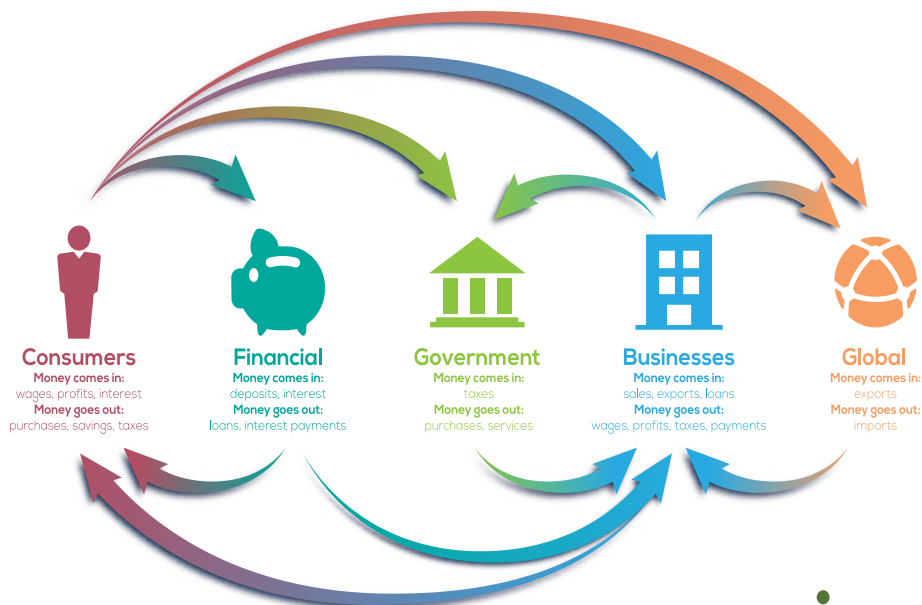 Consumers
Money comes in:
wages, profits, interest
Money goes out:
purchases, savings, taxes
Financial
Money comes in:
deposits, interest
Money goes out:
loans, interest payments
Government
Money comes in:
taxes
Money goes out:
purchases, services
Businesses
Money comes in:
sales, exports, loans
Money goes out:
wages, profits, taxes, payments
Global
Money comes in:
exports
Money goes out:
imports